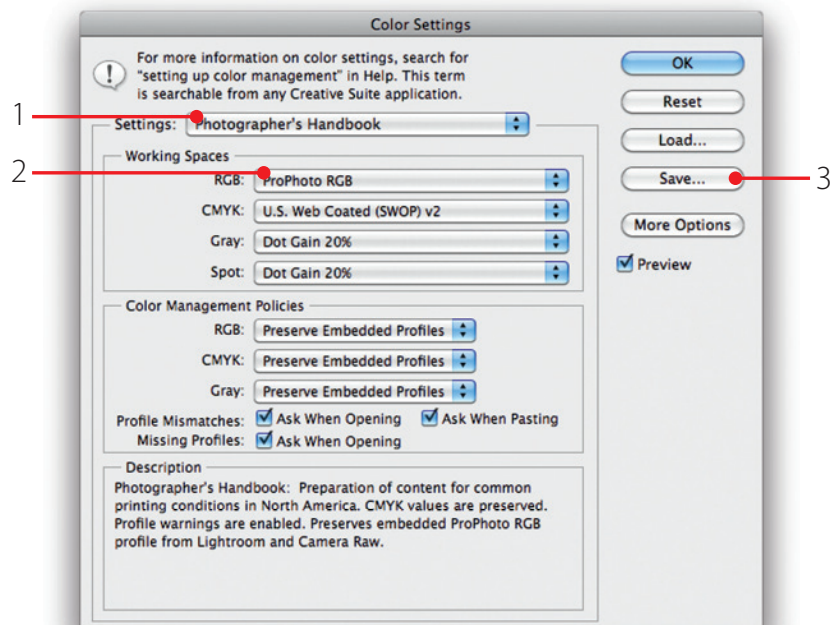 Color Settings
For more information on color settings, search for
"setting up color management" in Help. This term
is searchable from any Creative Suite application.
1
Settings: Photographer's Handbook
Working Spaces
2
RGB: ProPhoto RGB
CMYK: U.S. Web Coated (SWOP) v2
Gray: Dot Gain 20%
Spot: Dot Gain 20%
Color Management Policies
RGB: Preserve Embedded Profiles
CMYK: Preserve Embedded Profiles
Gray: Preserve Embedded Profiles
Profile Mismatches: Ask When Opening Ask When Pasting
Missing Profiles: Ask When Opening
Description
Photographer's Handbook: Preparation of content for common
printing conditions in North America. CMYK values are preserved.
Profile warnings are enabled. Preserves embedded ProPhoto RGB
profile from Lightroom and Camera Raw.
OK
Reset
Load...
Save...
3
More Options
Preview